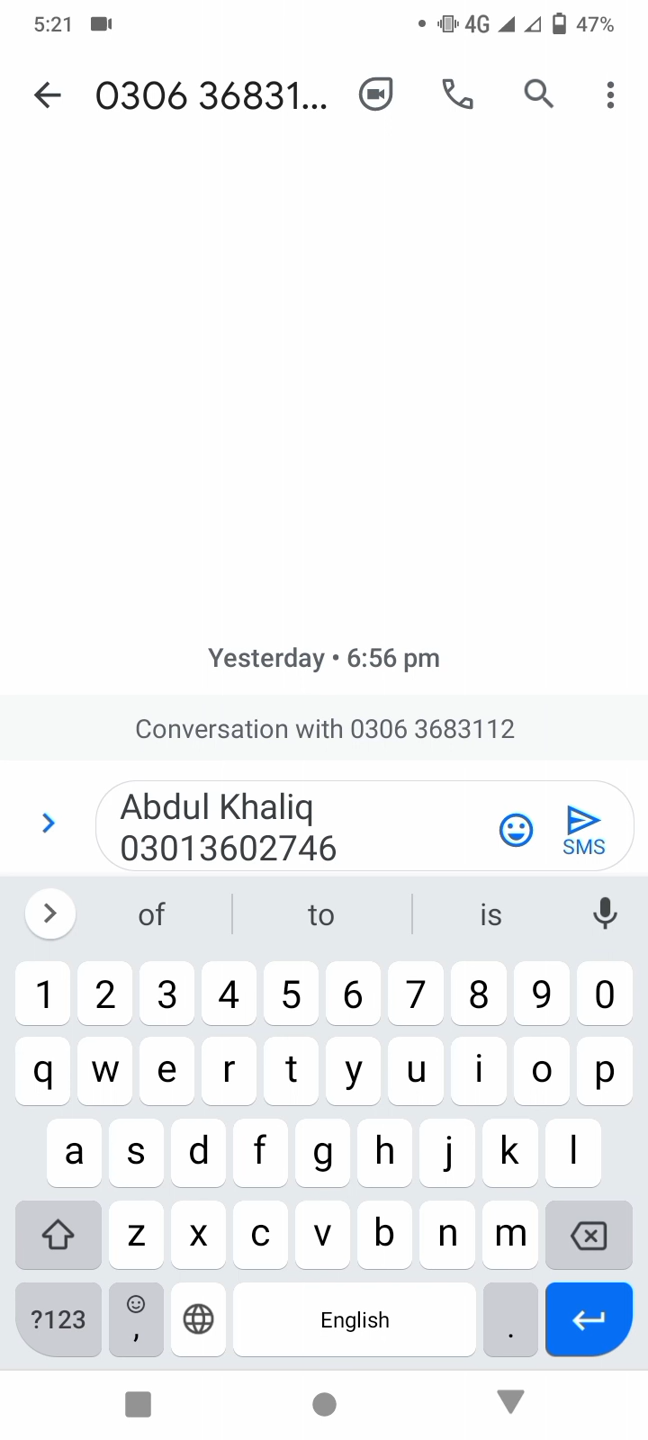 5:21 4G 47%
0306 36831...
Yesterday • 6:56 pm
Conversation with 0306 3683112
Abdul Khaliq
03013602746
SMS
of to is
1 2 3 4 5 6 7 8 9 0
q w e r t y u i o p
a s d f g h j k l
z x c v b n m
?123 , English .